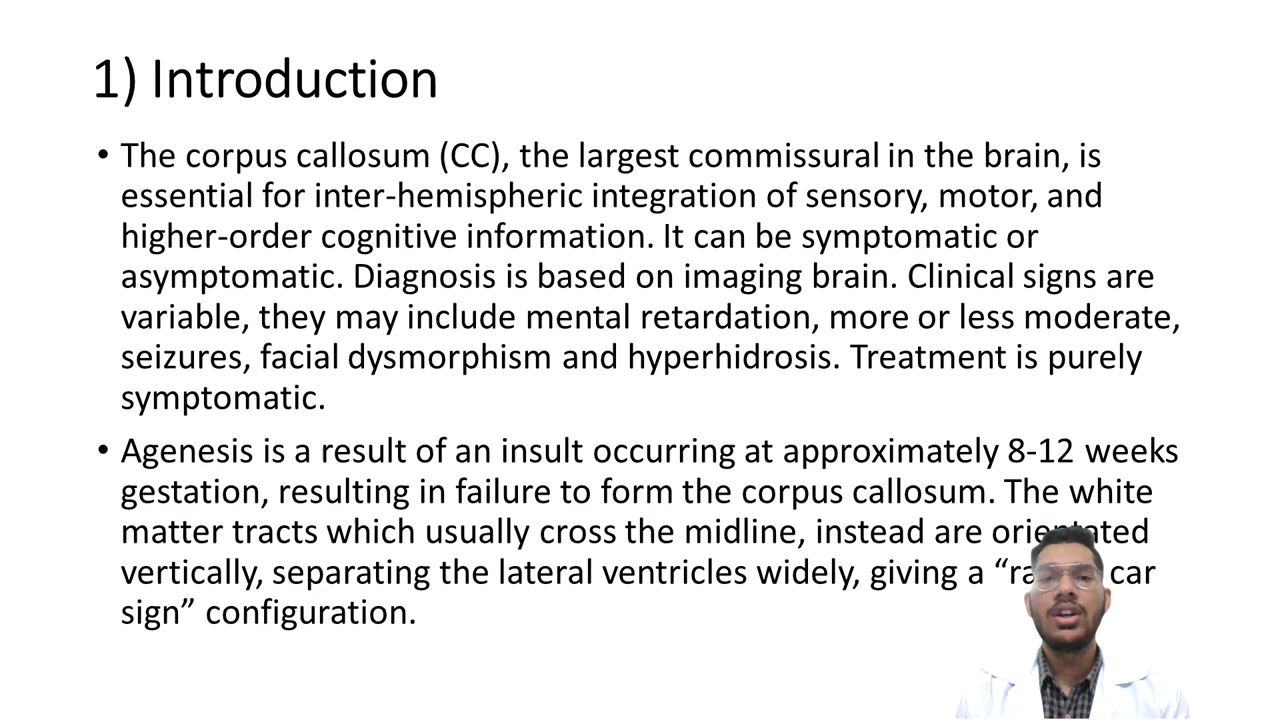 1) Introduction
• The corpus callosum (CC), the largest commissural in the brain, is
essential for inter-hemispheric integration of sensory, motor, and
higher-order cognitive information. It can be symptomatic or
asymptomatic. Diagnosis is based on imaging brain. Clinical signs are
variable, they may include mental retardation, more or less moderate,
seizures, facial dysmorphism and hyperhidrosis. Treatment is purely
symptomatic.
• Agenesis is a result of an insult occurring at approximately 8-12 weeks
gestation, resulting in failure to form the corpus callosum. The white
matter tracts which usually cross the midline, instead are orientated
vertically, separating the lateral ventricles widely, giving a “ car
sign” configuration.